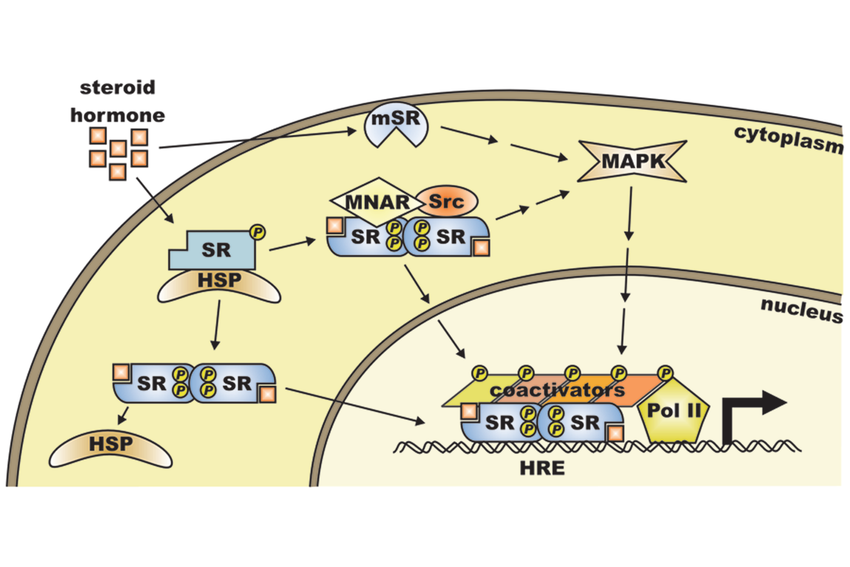 steroid
hormone
mSR
cytoplasm
MAPK
MNAR
Src
SR
P
HSP
SR
P
P
P
P
SR
nucleus
SR
P
P
P
P
SR
HSP
P
P
P
P
P
coactivators
SR
P
P
P
P
SR
Pol II
HRE